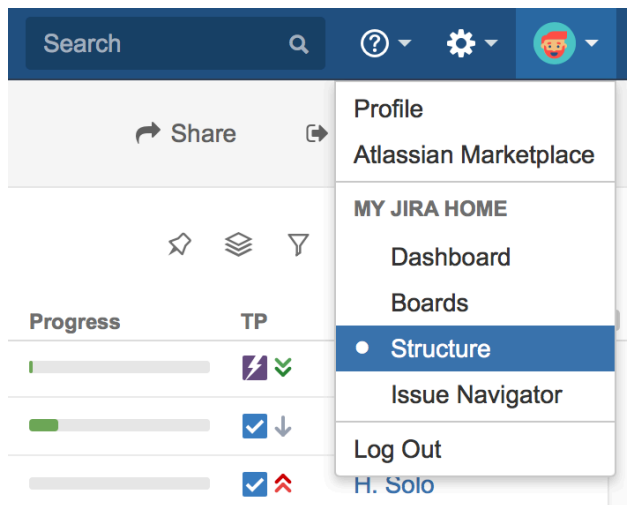 Search
Share
Profile
Atlassian Marketplace
MY JIRA HOME
Dashboard
Boards
Structure
Issue Navigator
Log Out
Progress
TP
H. Solo